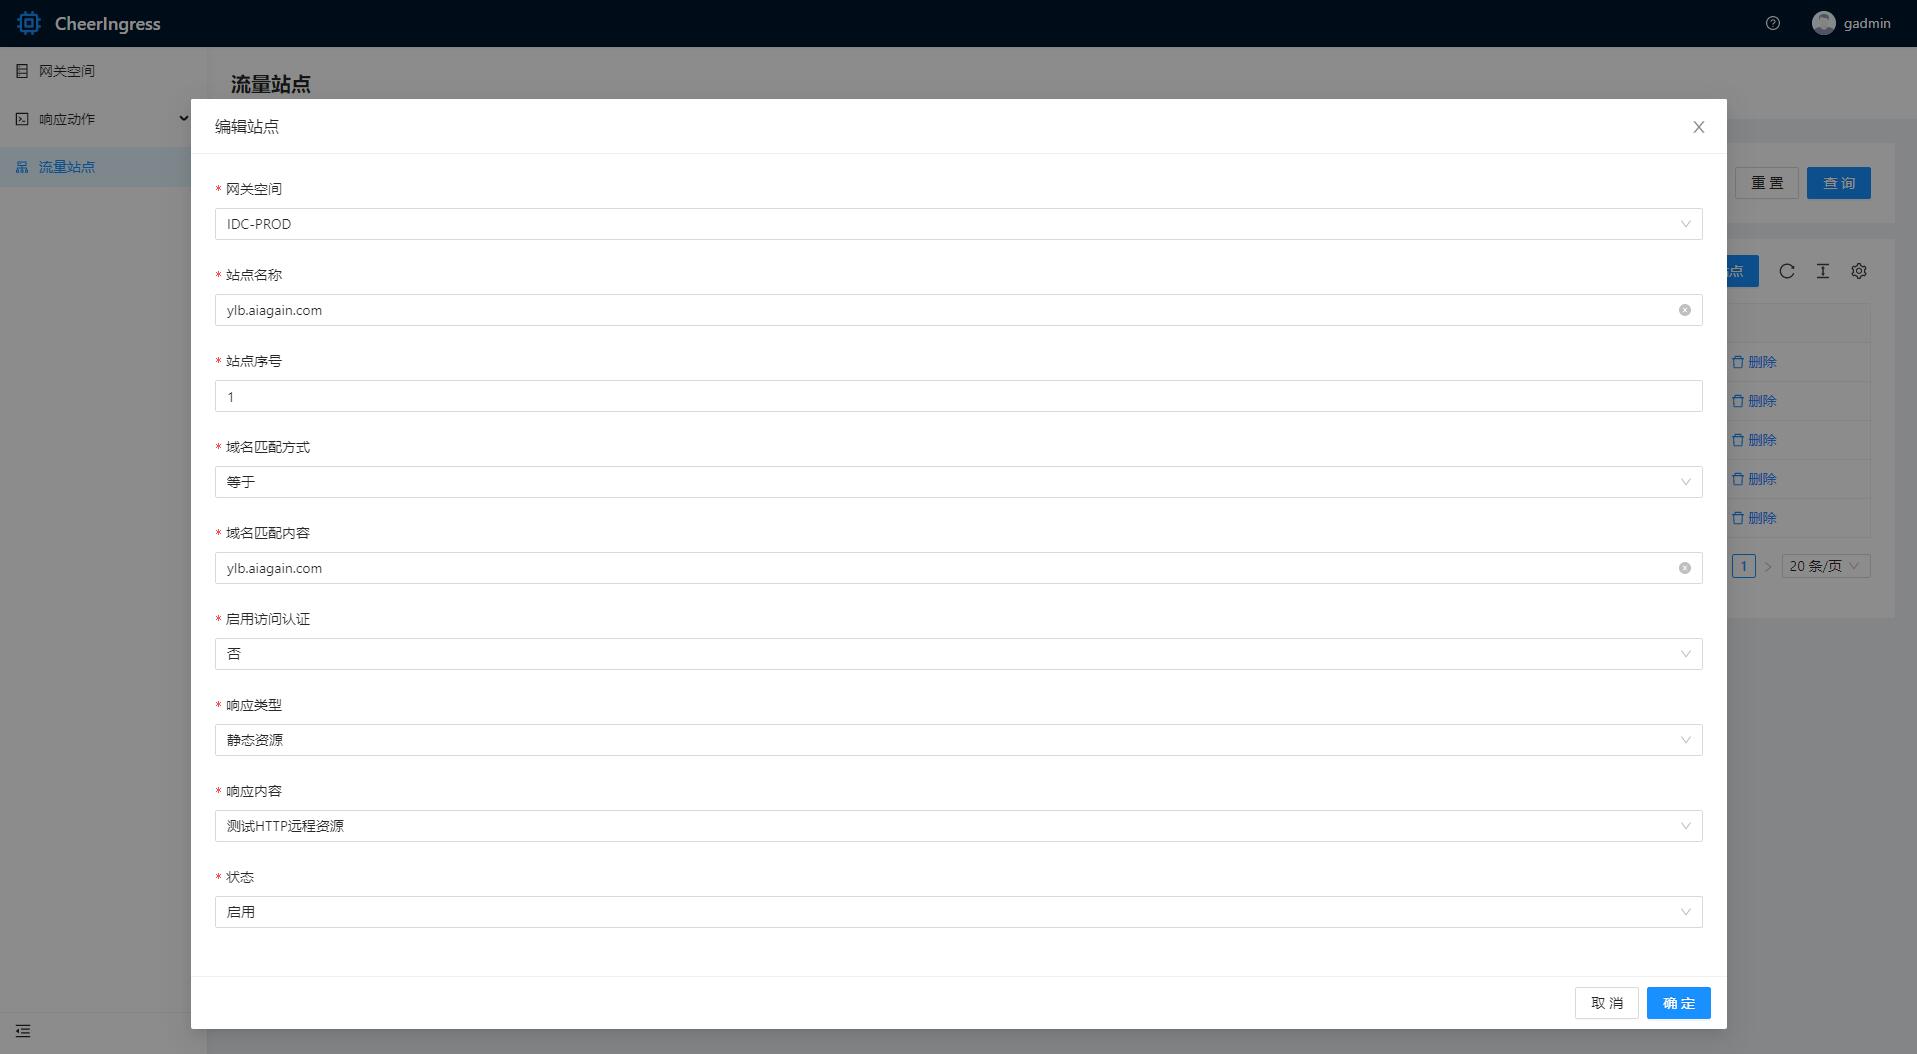 CheerIngress
gadmin
网关空间
响应动作
流量站点
流量站点
重 置
查 询
点
删除
删除
删除
删除
删除
1
20 条/页
编辑站点
* 网关空间
IDC-PROD
* 站点名称
ylb.aiagain.com
* 站点序号
1
* 域名匹配方式
等于
* 域名匹配内容
ylb.aiagain.com
* 启用访问认证
否
* 响应类型
静态资源
* 响应内容
测试HTTP远程资源
* 状态
启用
取 消
确 定